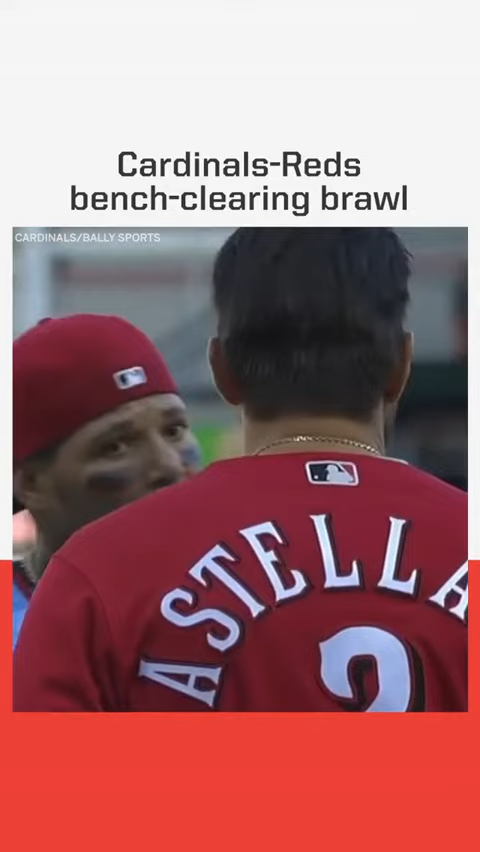 Cardinals-Reds
bench-clearing brawl
CARDINALS/BALLY SPORTS
ASTELLA
2